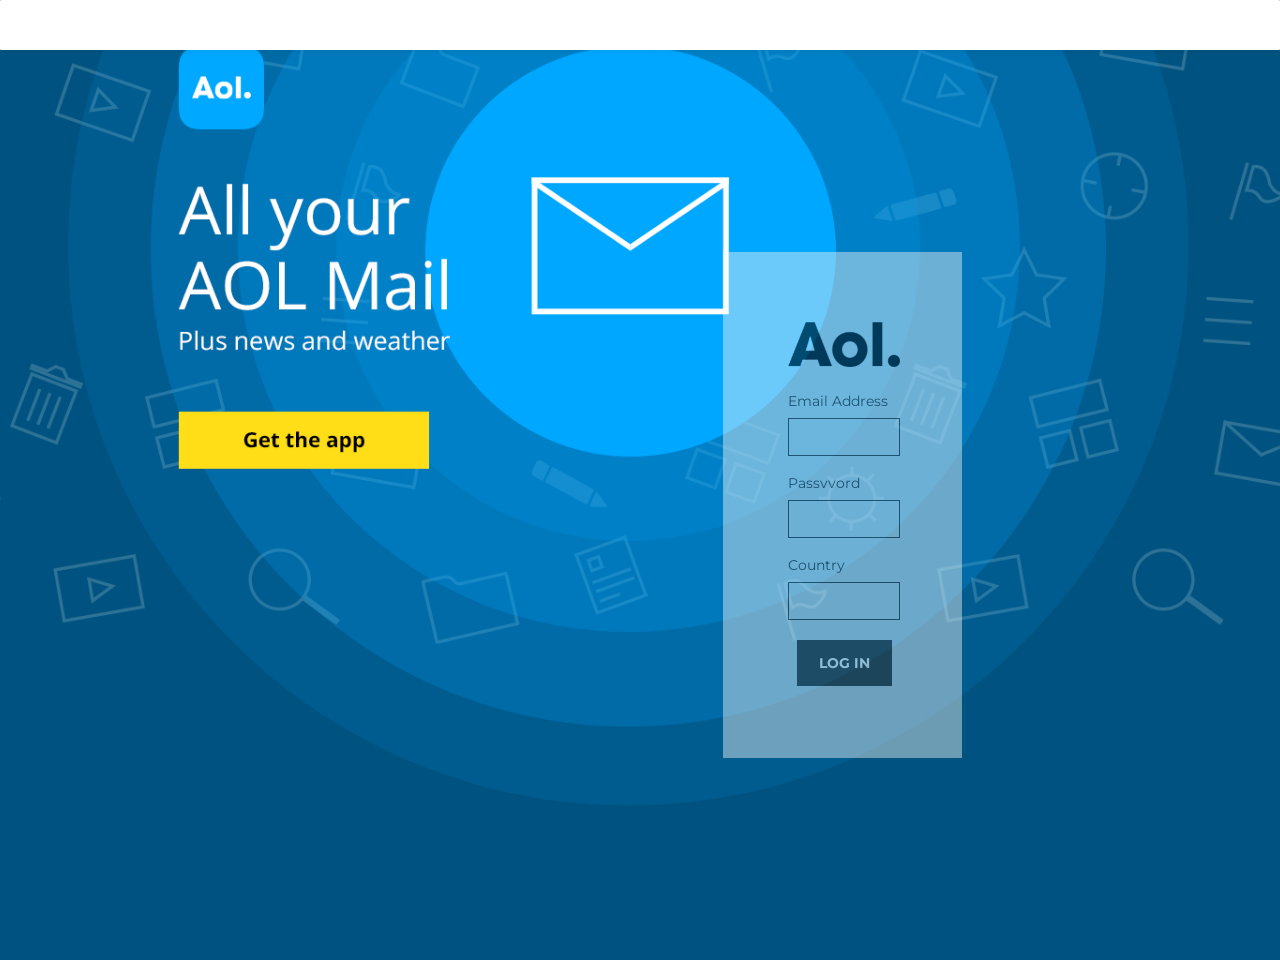 Aol.
All your
AOL Mail
Plus news and weather
Get the app
Aol.
Email Address
Passvvord
Country
LOG IN